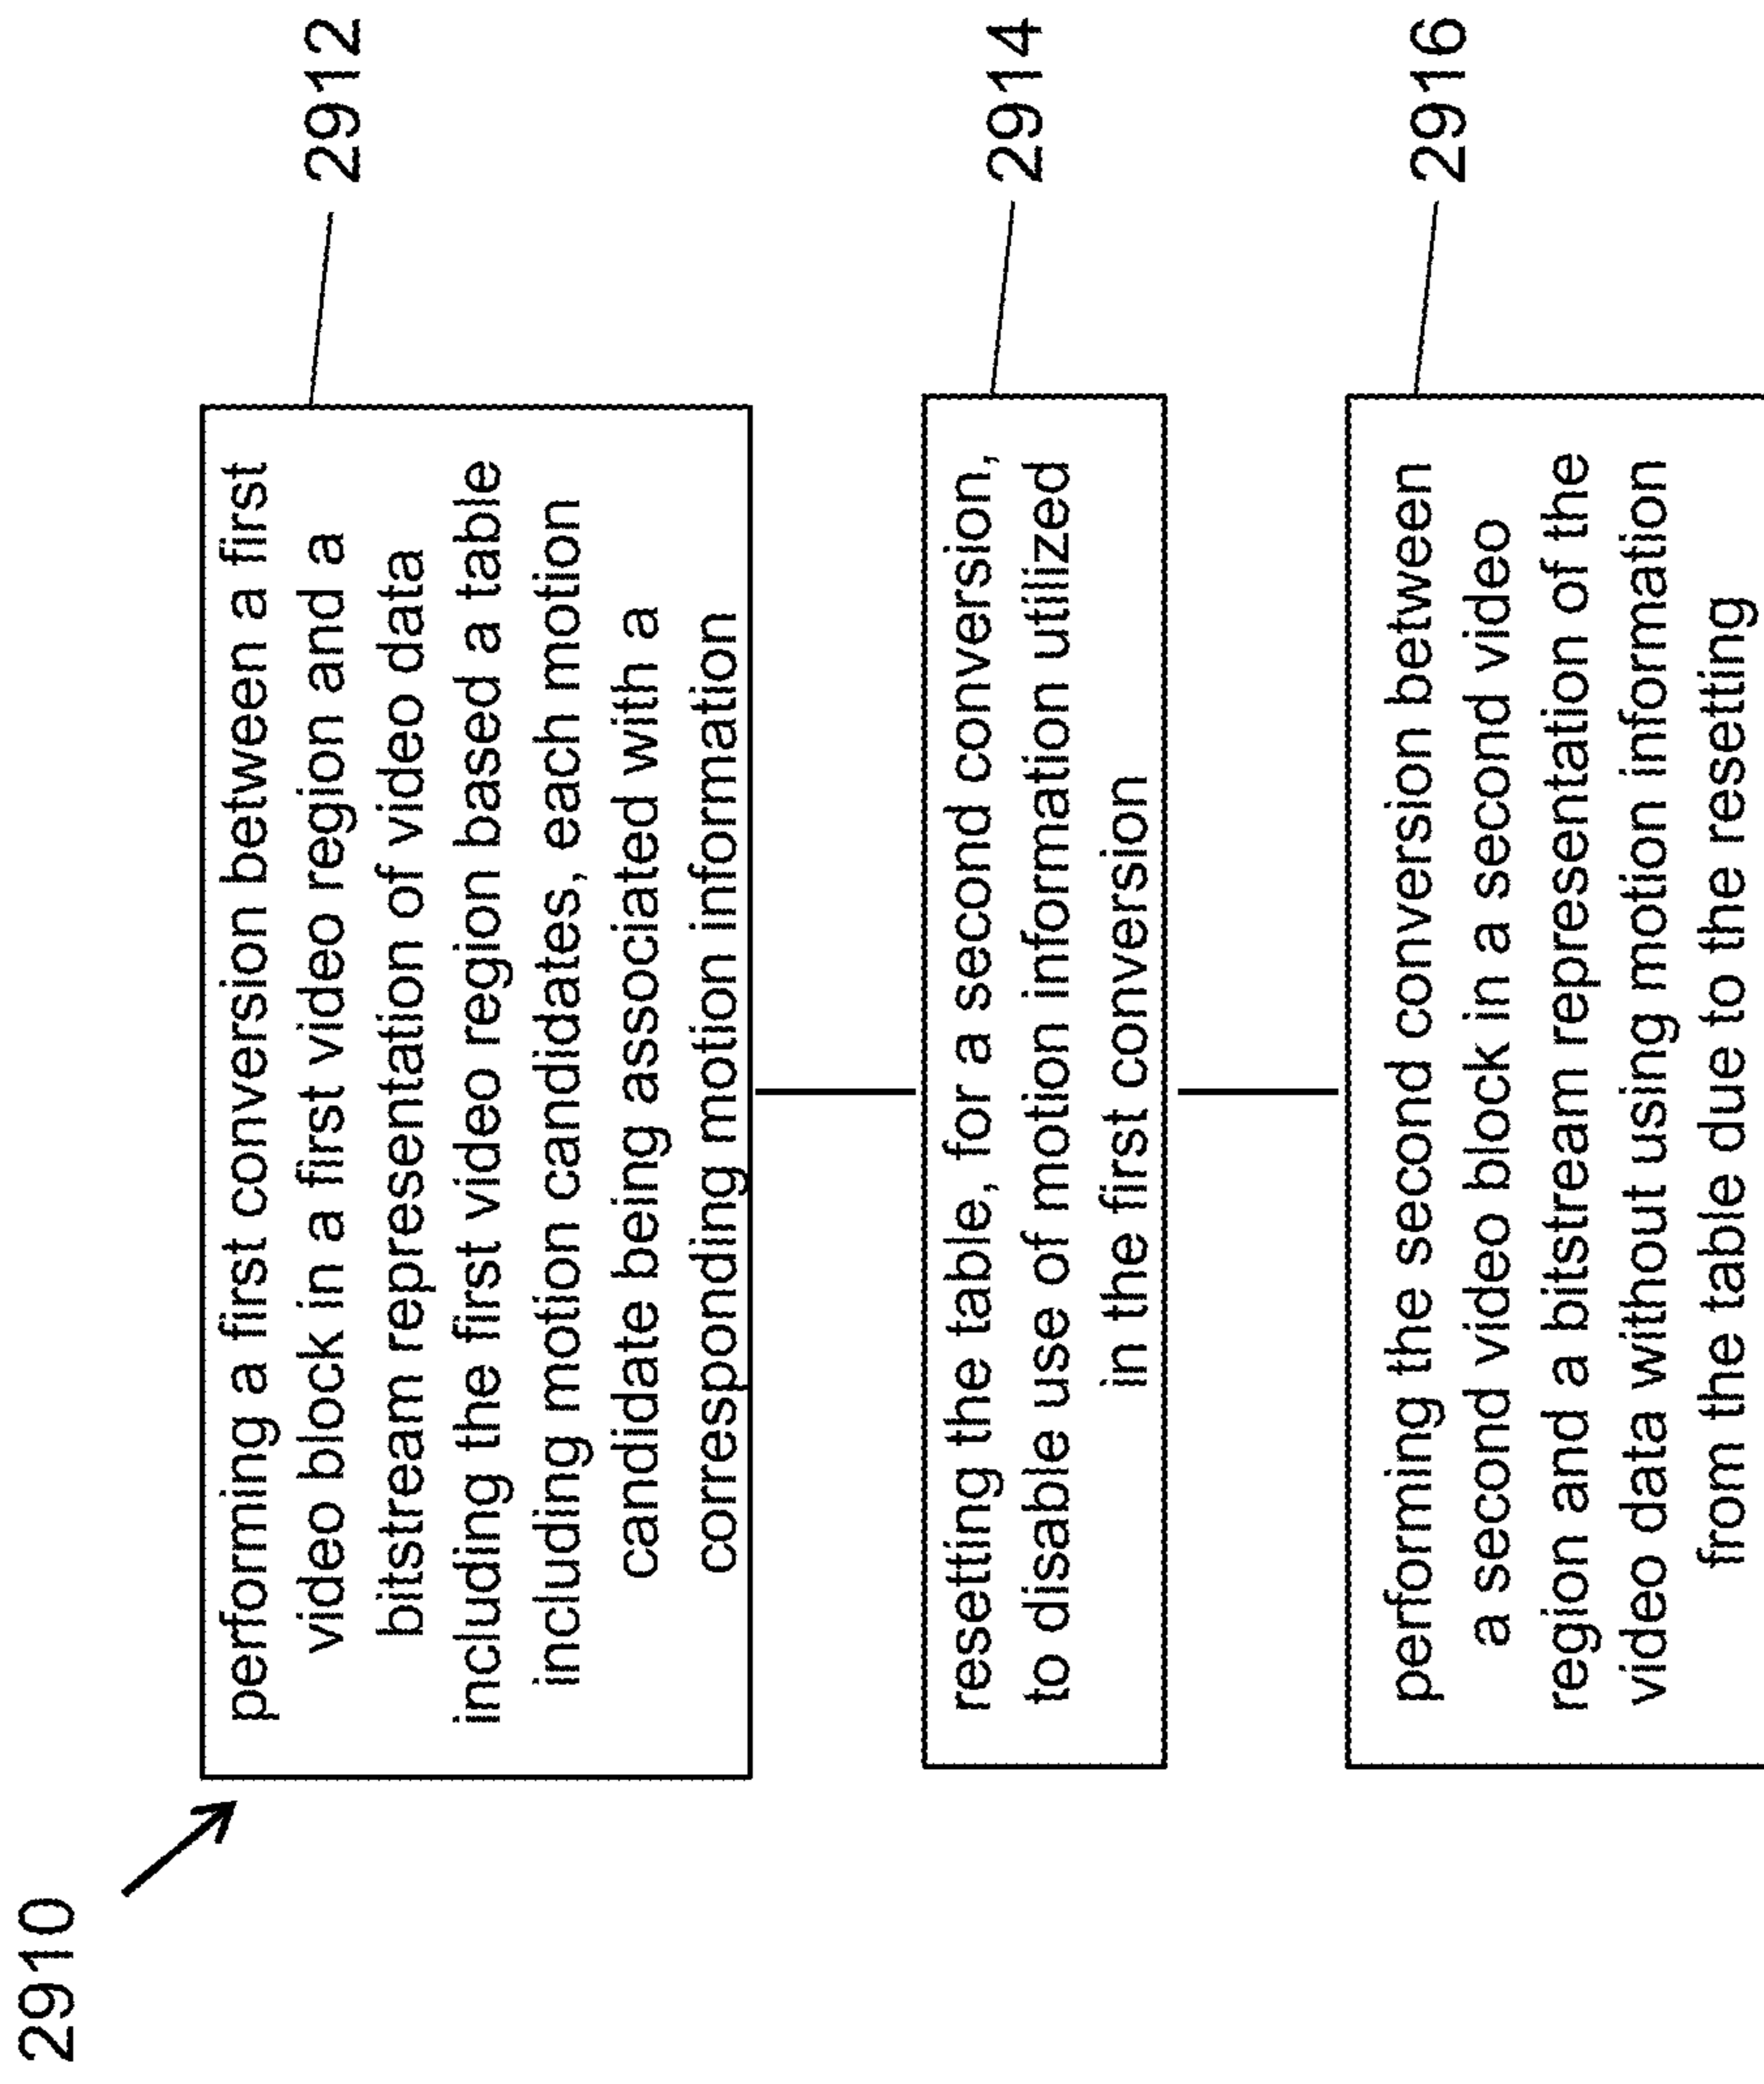 2910
performing a first conversion between a first
video block in a first video region and a
bitstream representation of video data
including the first video region based a table
including motion candidates, each motion
candidate being associated with a
corresponding motion information
2912
resetting the table, for a second conversion,
to disable use of motion information utilized
in the first conversion
2914
performing the second conversion between
a second video block in a second video
region and a bitstream representation of the
video data without using motion information
from the table due to the resetting
2916